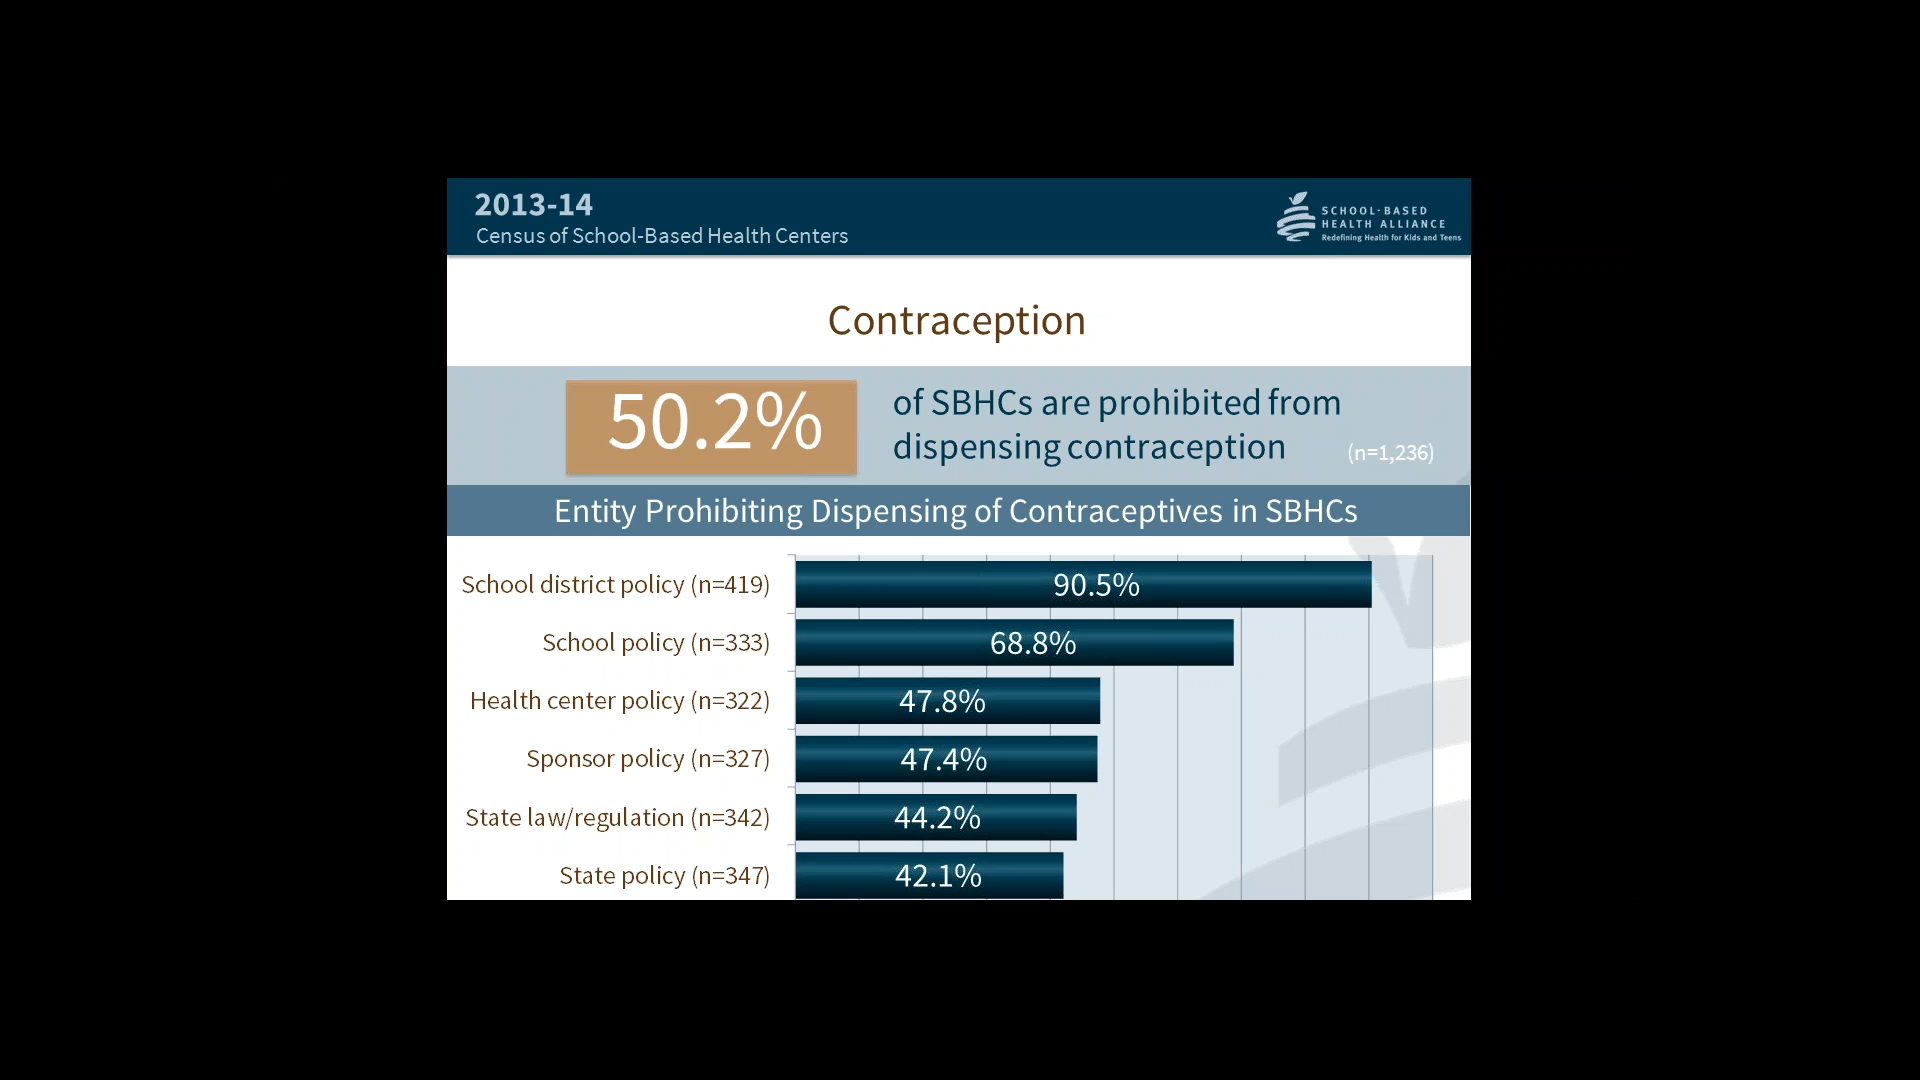 2013-14
Census of School-Based Health Centers
SCHOOL-BASED
HEALTH ALLIANCE
Redefining Health for Kids and Teens
Contraception
50.2%
of SBHCs are prohibited from
dispensing contraception
(n=1,236)
Entity Prohibiting Dispensing of Contraceptives in SBHCs
School district policy (n=419) 90.5%
School policy (n=333) 68.8%
Health center policy (n=322) 47.8%
Sponsor policy (n=327) 47.4%
State law/regulation (n=342) 44.2%
State policy (n=347) 42.1%